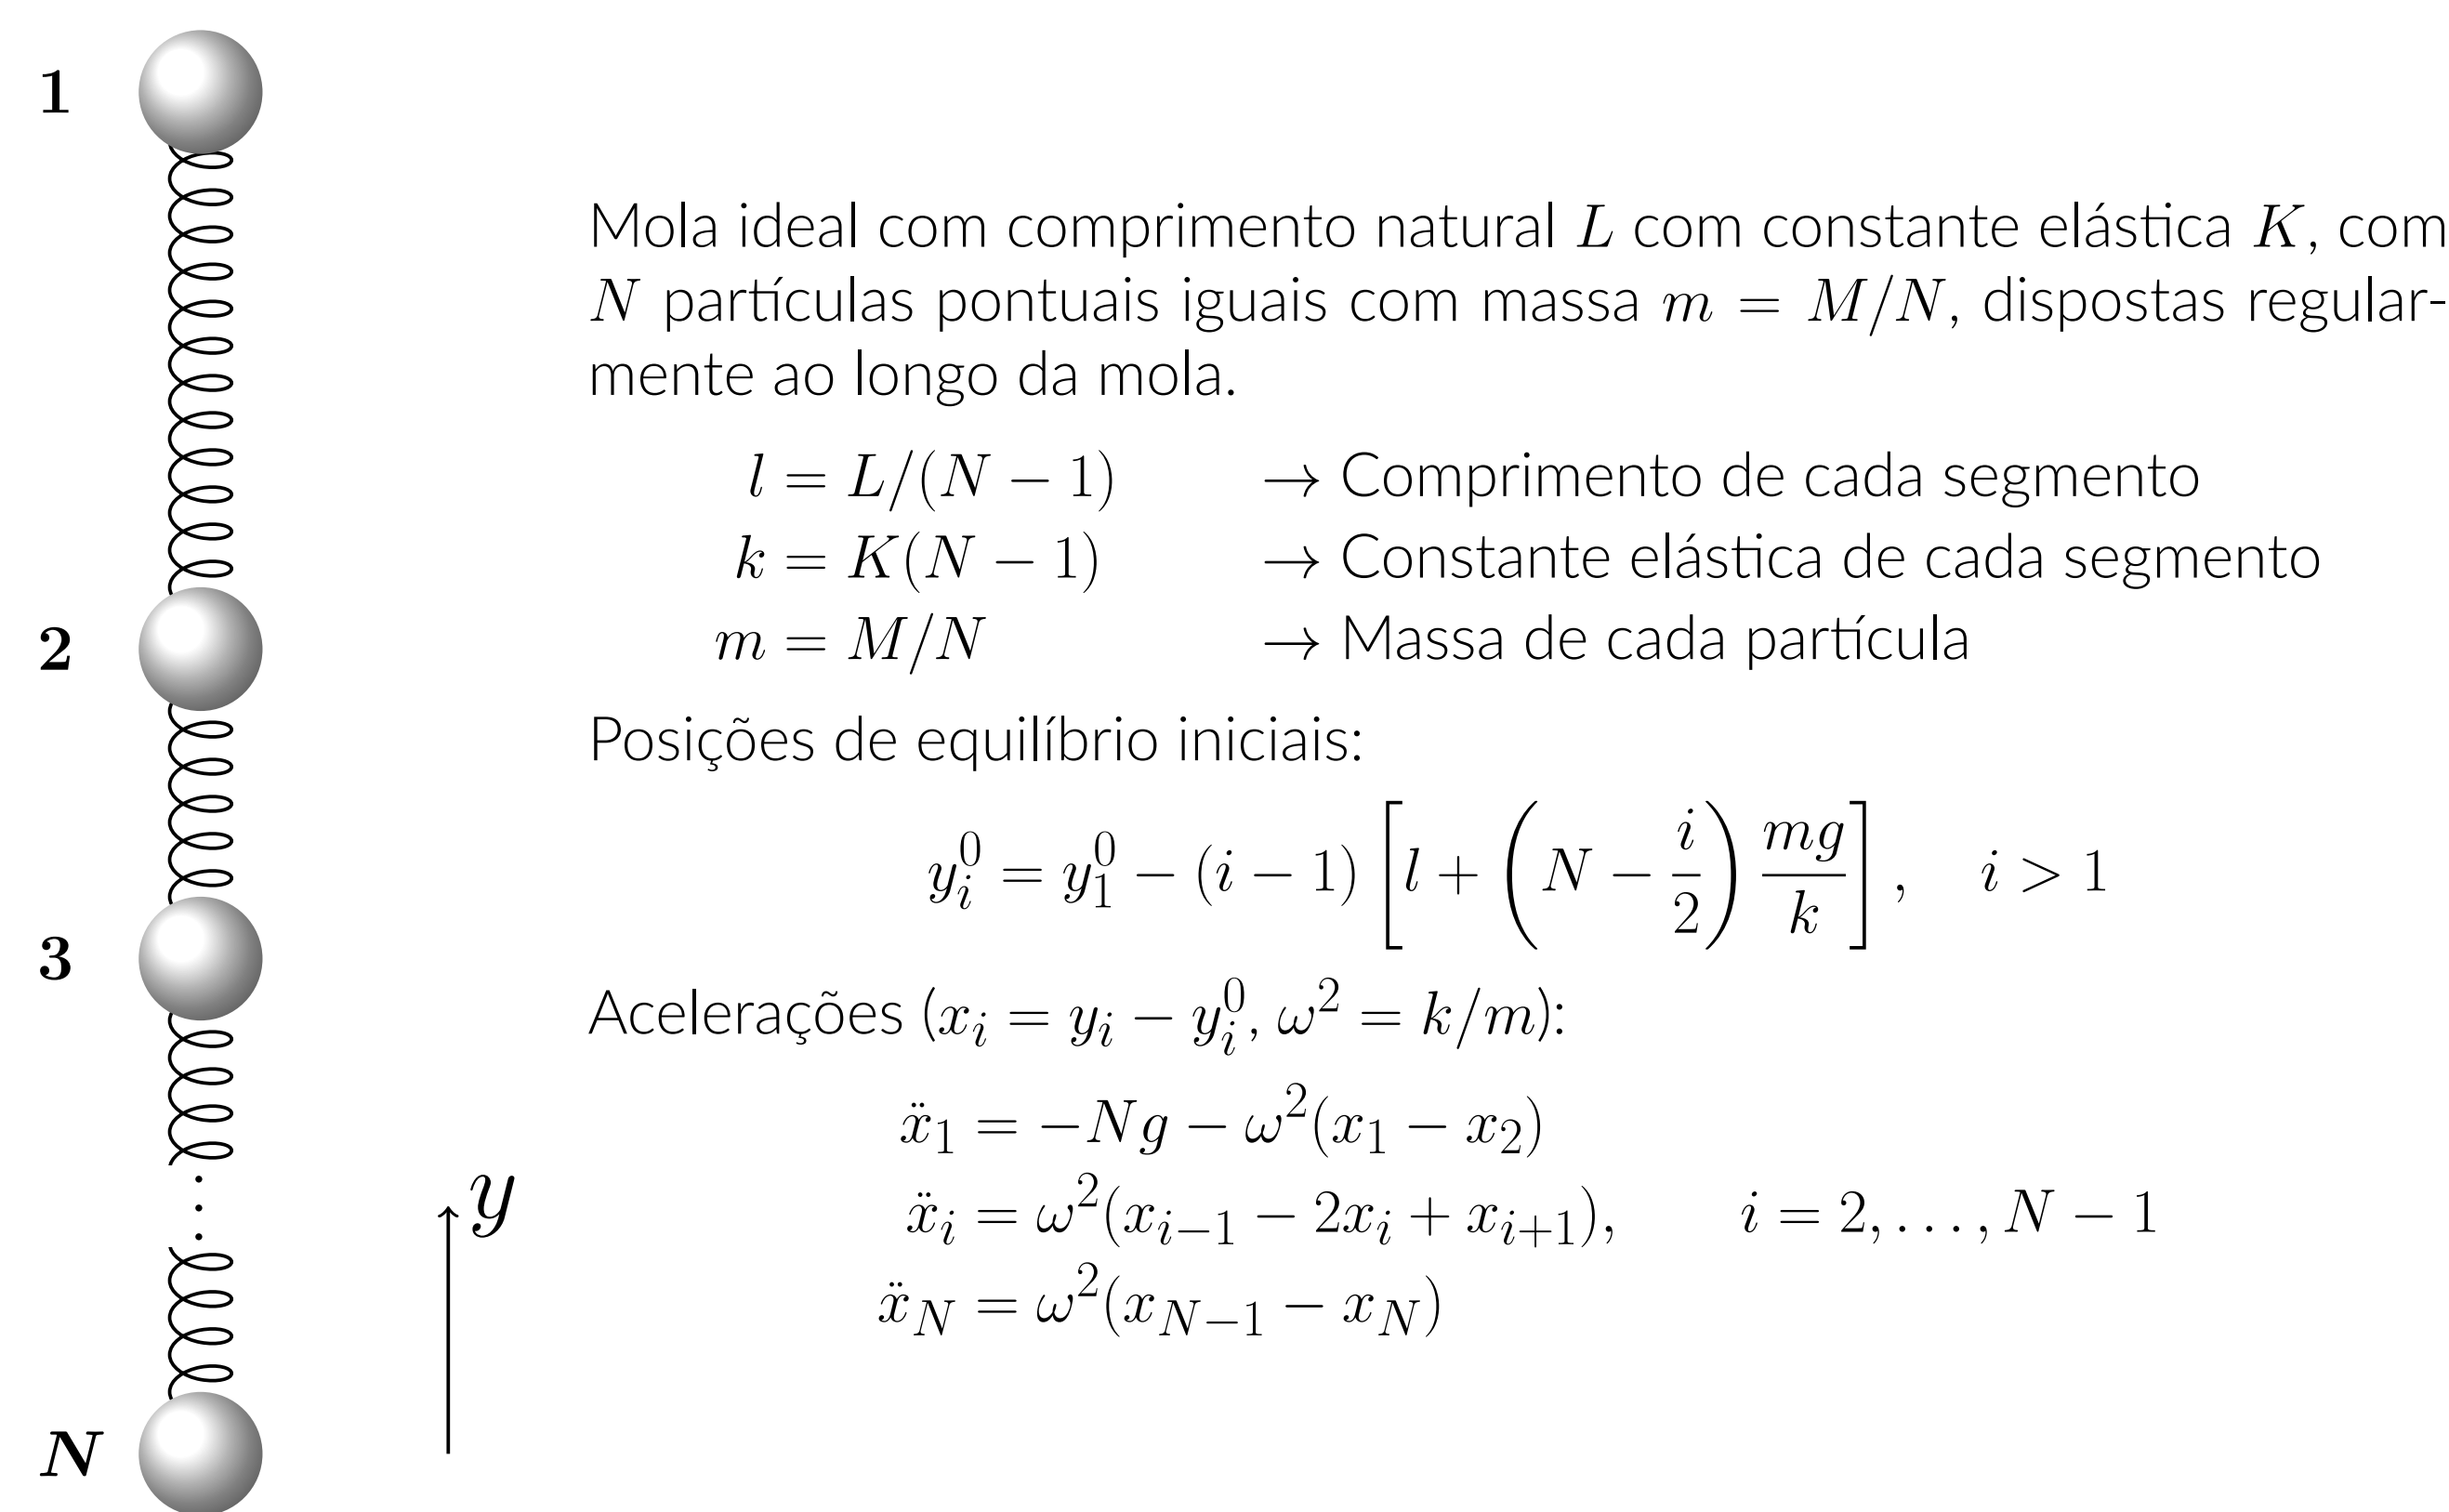 1
Mola ideal com comprimento natural L com constante elástica K, com
N partículas pontuais iguais com massa m = M/N, dispostas regular-
mente ao longo da mola.
l = L/(N − 1) → Comprimento de cada segmento
k = K(N − 1) → Constante elástica de cada segmento
2
m = M/N → Massa de cada partícula
Posições de equilíbrio iniciais:
y_i^0 = y_1^0 − (i − 1) [l + (N − i/2) mg/k], i > 1
3
Acelerações (x_i = y_i − y_i^0, ω^2 = k/m):
ẍ_1 = −Ng − ω^2(x_1 − x_2)
y
ẍ_i = ω^2(x_{i−1} − 2x_i + x_{i+1}), i = 2, . . . , N − 1
ẍ_N = ω^2(x_{N−1} − x_N)
N